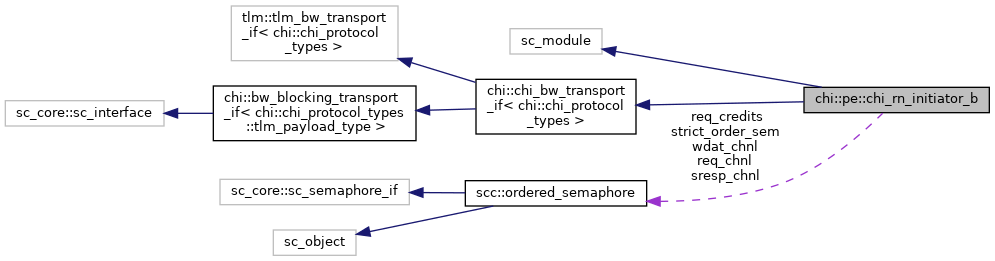 tlm::tlm_bw_transport
_if< chi::chi_protocol
_types >
sc_module
chi::chi_bw_transport
_if< chi::chi_protocol
_types >
chi::pe::chi_rn_initiator_b
chi::bw_blocking_transport
_if< chi::chi_protocol_types
::tlm_payload_type >
sc_core::sc_interface
req_credits
strict_order_sem
wdat_chnl
req_chnl
sresp_chnl
sc_core::sc_semaphore_if
scc::ordered_semaphore
sc_object